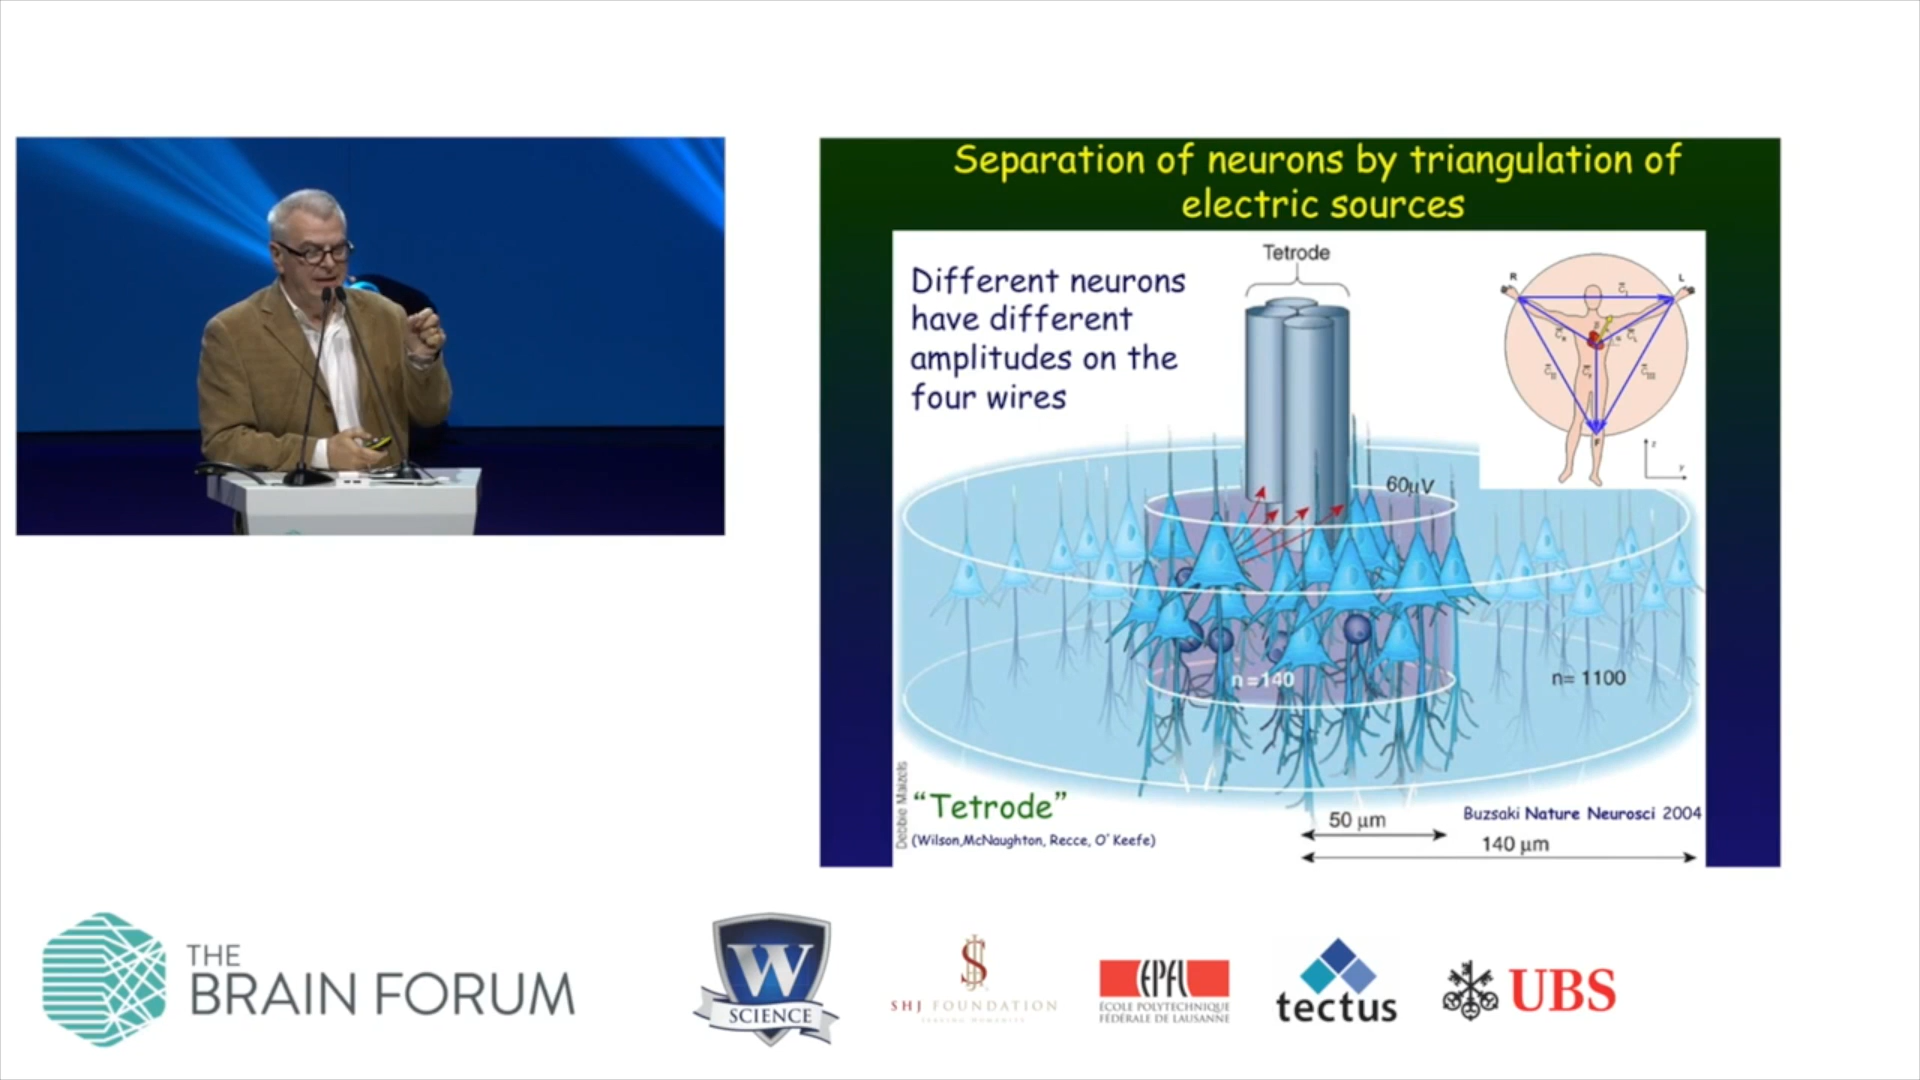 Separation of neurons by triangulation of
electric sources
Different neurons
have different
amplitudes on the
four wires
Tetrode
R
L
F
z
y
60µV
n =140
n= 1100
Debbie Maizels
“Tetrode”
(Wilson,McNaughton, Recce, O’ Keefe)
50 µm
Buzsaki Nature Neurosci 2004
140 µm
THE
BRAIN FORUM
W
SCIENCE
SHJ FOUNDATION
EPFL
ÉCOLE POLYTECHNIQUE
FÉDÉRALE DE LAUSANNE
tectus
UBS